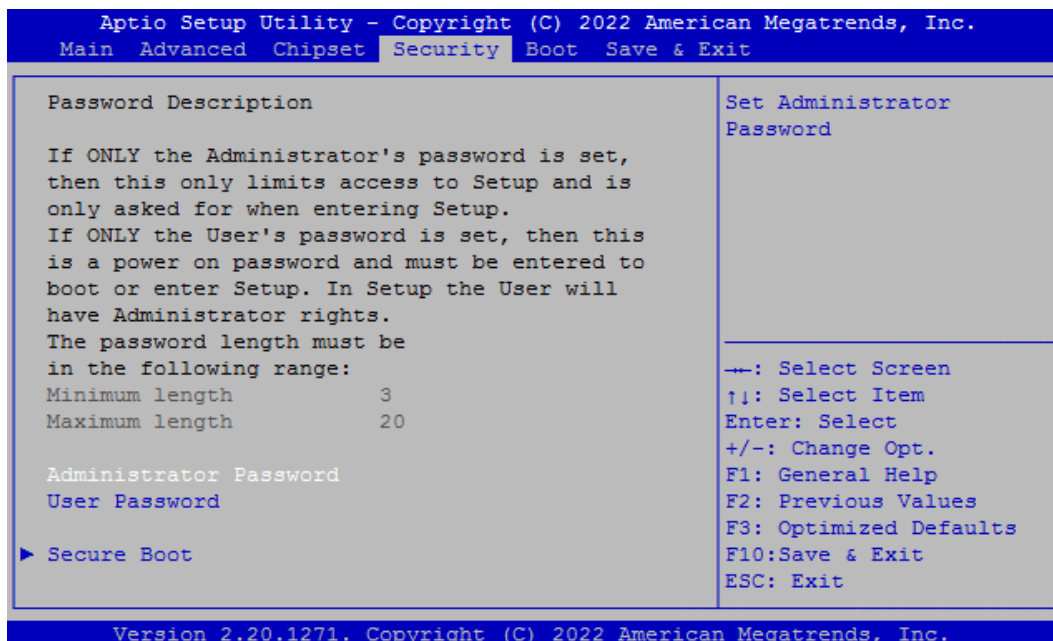 Aptio Setup Utility – Copyright (C) 2022 American Megatrends, Inc.
Main Advanced Chipset Security Boot Save & Exit
Password Description
If ONLY the Administrator's password is set,
then this only limits access to Setup and is
only asked for when entering Setup.
If ONLY the User's password is set, then this
is a power on password and must be entered to
boot or enter Setup. In Setup the User will
have Administrator rights.
The password length must be
in the following range:
Minimum length 3
Maximum length 20
Administrator Password
User Password
► Secure Boot
Set Administrator
Password
→←: Select Screen
↑↓: Select Item
Enter: Select
+/-: Change Opt.
F1: General Help
F2: Previous Values
F3: Optimized Defaults
F10:Save & Exit
ESC: Exit
Version 2.20.1271. Copyright (C) 2022 American Megatrends, Inc.